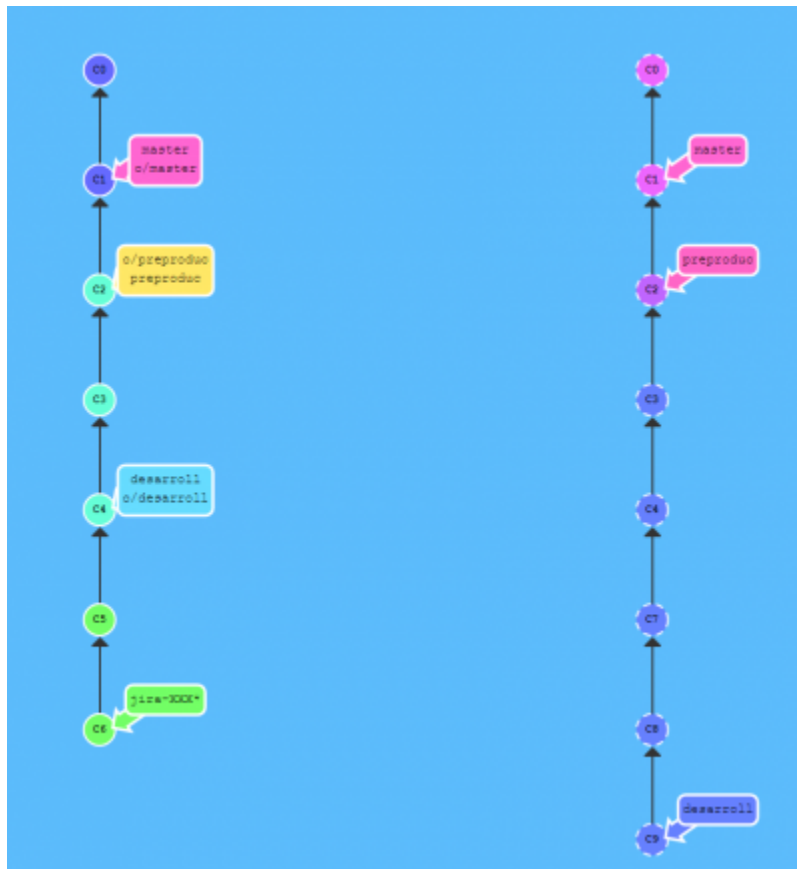 C0
C1
master
o/master
C2
o/preproduc
preproduc
C3
C4
desarroll
o/desarroll
C5
C6
jira-XXX*
C0
C1
master
C2
preproduc
C3
C4
C7
C8
C9
desarroll